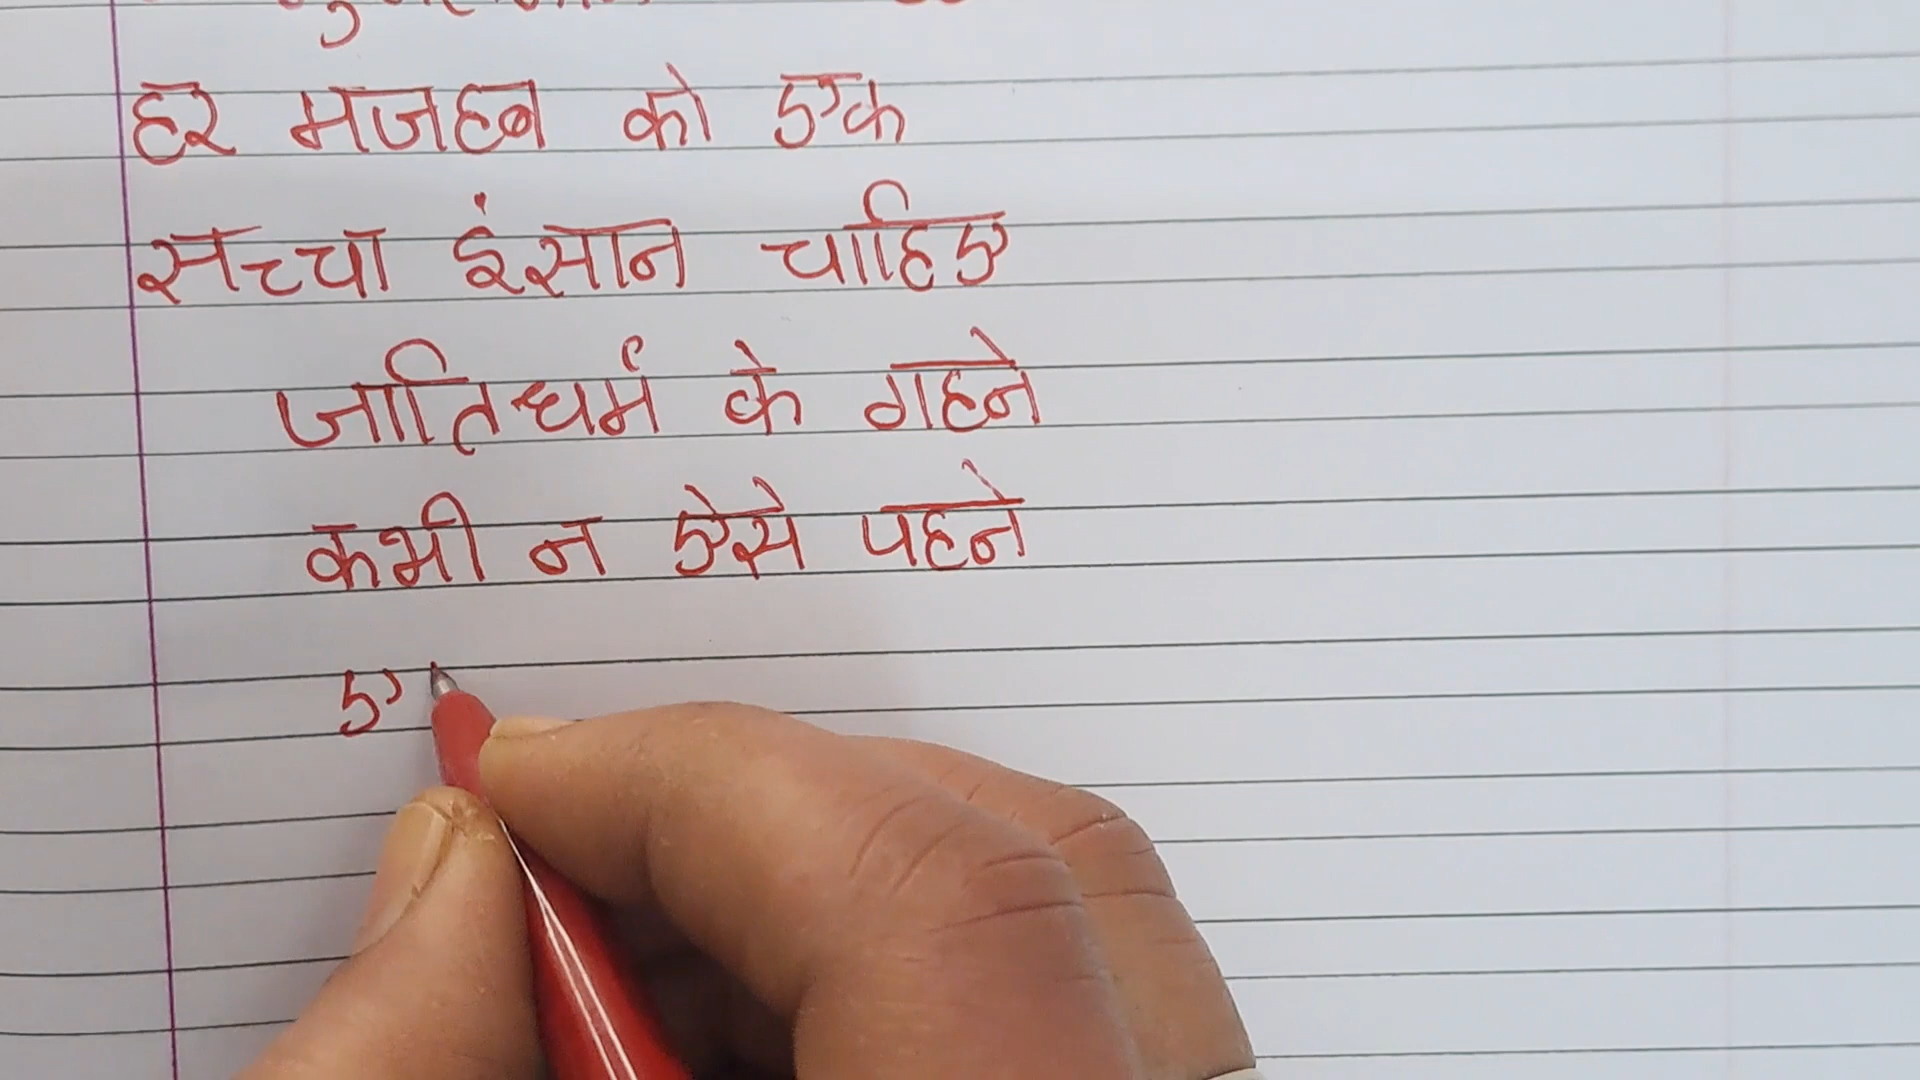 हर मजहब को एक
सच्चा इंसान चाहिए
जातिधर्म के गहने
कभी न ऐसे पहने
ए